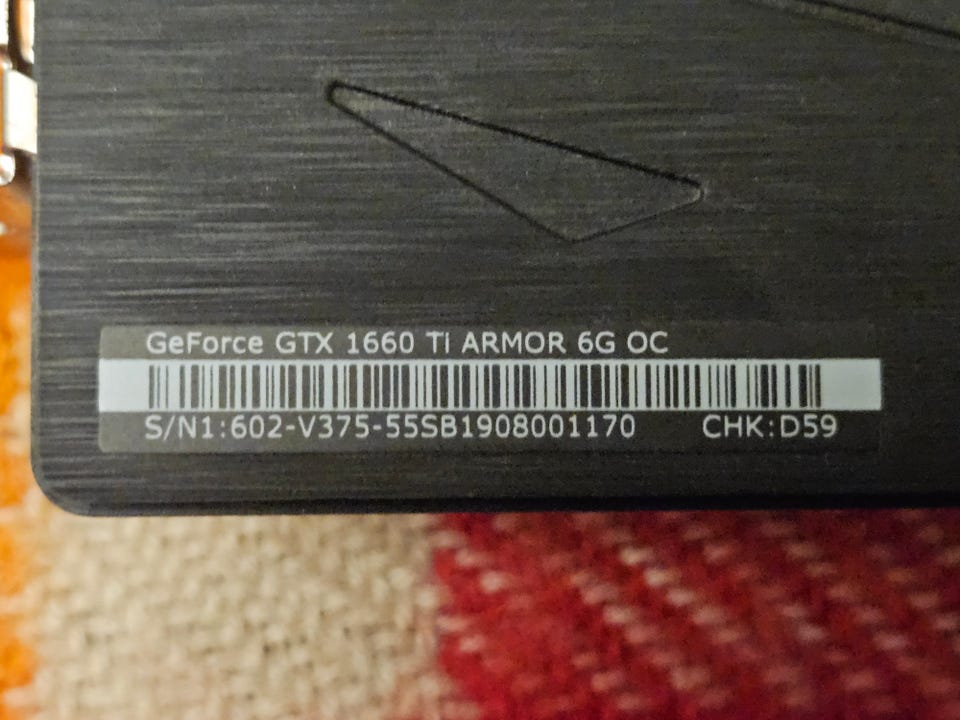 GeForce GTX 1660 Ti ARMOR 6G OC
S/N1:602-V375-55SB1908001170 CHK:D59